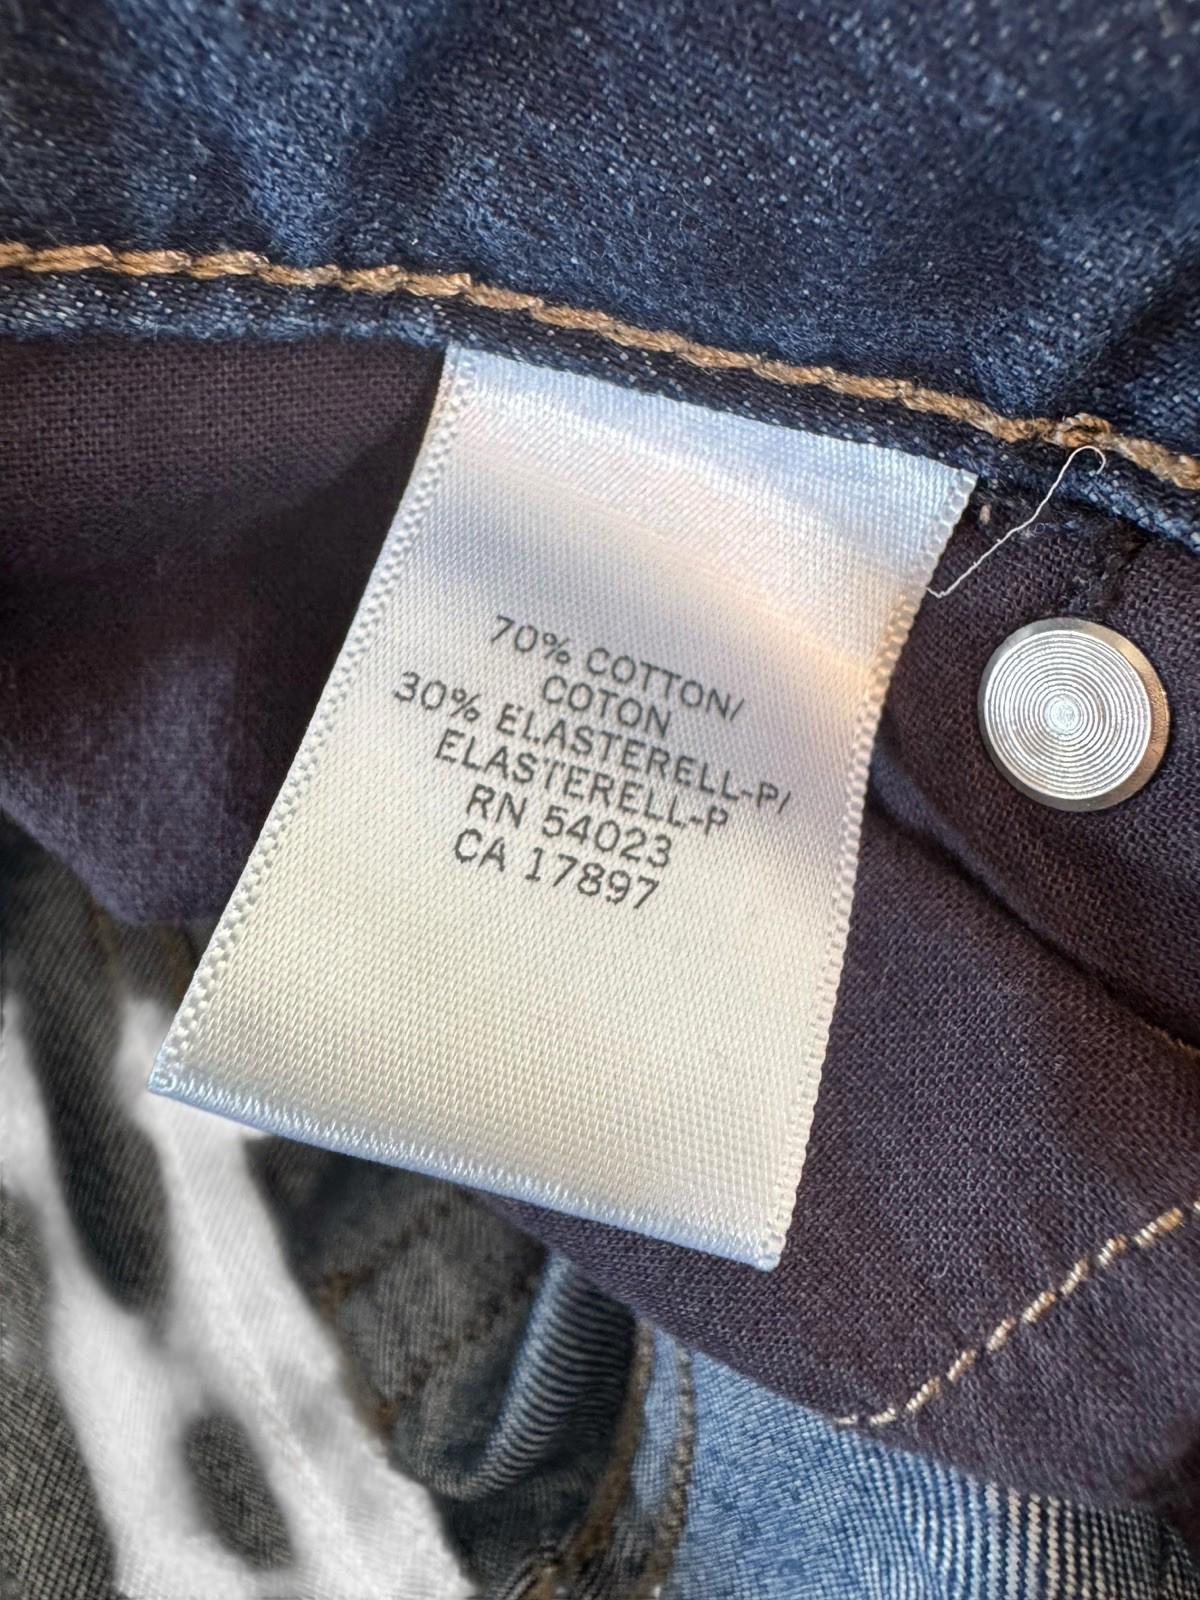 70% COTTON/
COTON
30% ELASTERELL-P/
ELASTERELL-P
RN 54023
CA 17897